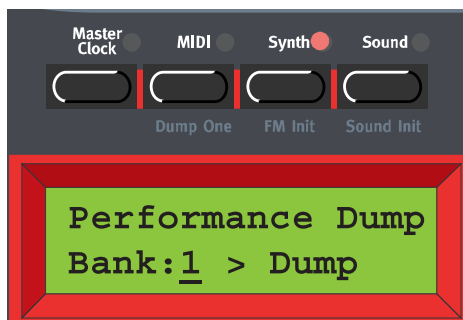 Master Clock MIDI Synth Sound
Dump One FM Init Sound Init
Performance Dump
Bank:1 > Dump